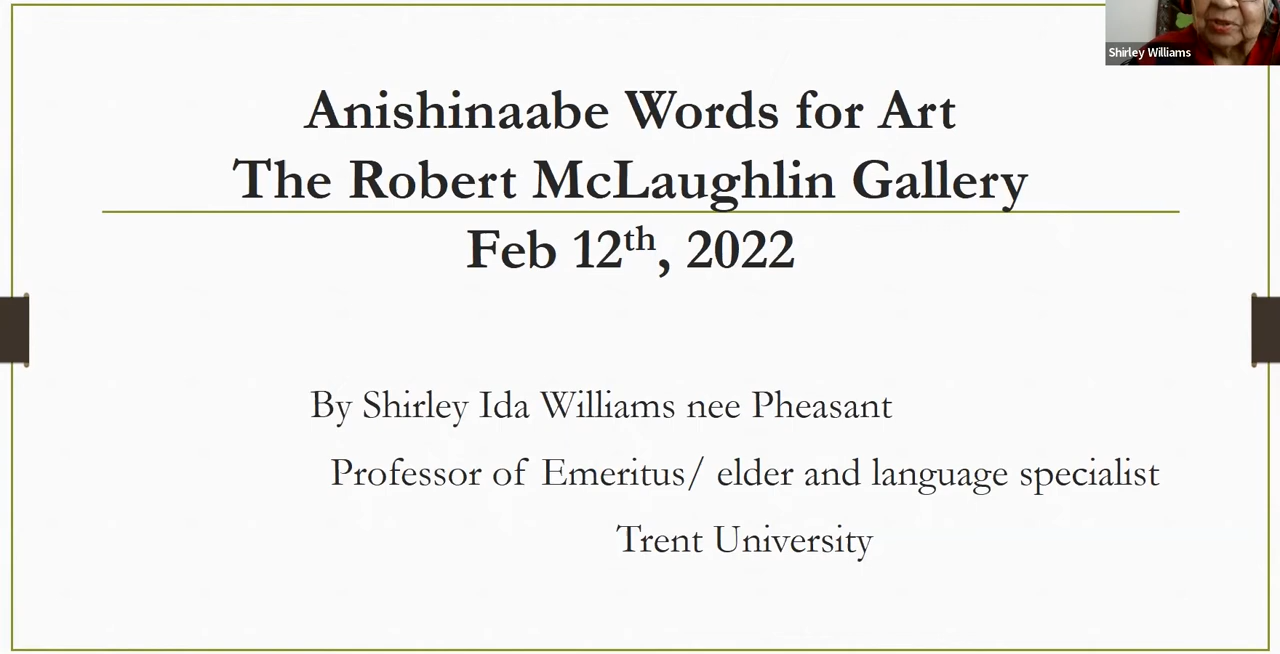 Shirley Williams
Anishinaabe Words for Art
The Robert McLaughlin Gallery
Feb 12th, 2022
By Shirley Ida Williams nee Pheasant
Professor of Emeritus/ elder and language specialist
Trent University